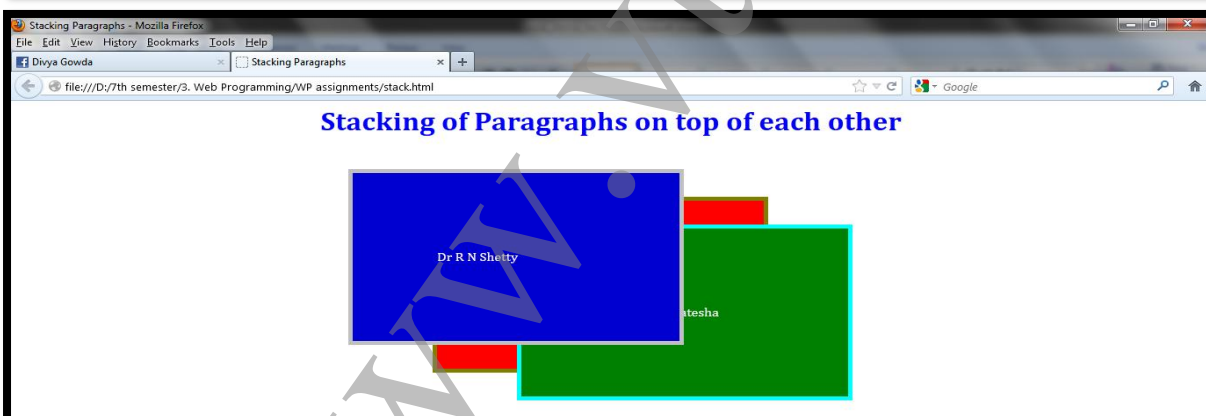 Stacking Paragraphs - Mozilla Firefox
File Edit View History Bookmarks Tools Help
Divya Gowda
Stacking Paragraphs
file:///D:/7th semester/3. Web Programming/WP assignments/stack.html
Google
Stacking of Paragraphs on top of each other
Dr R N Shetty